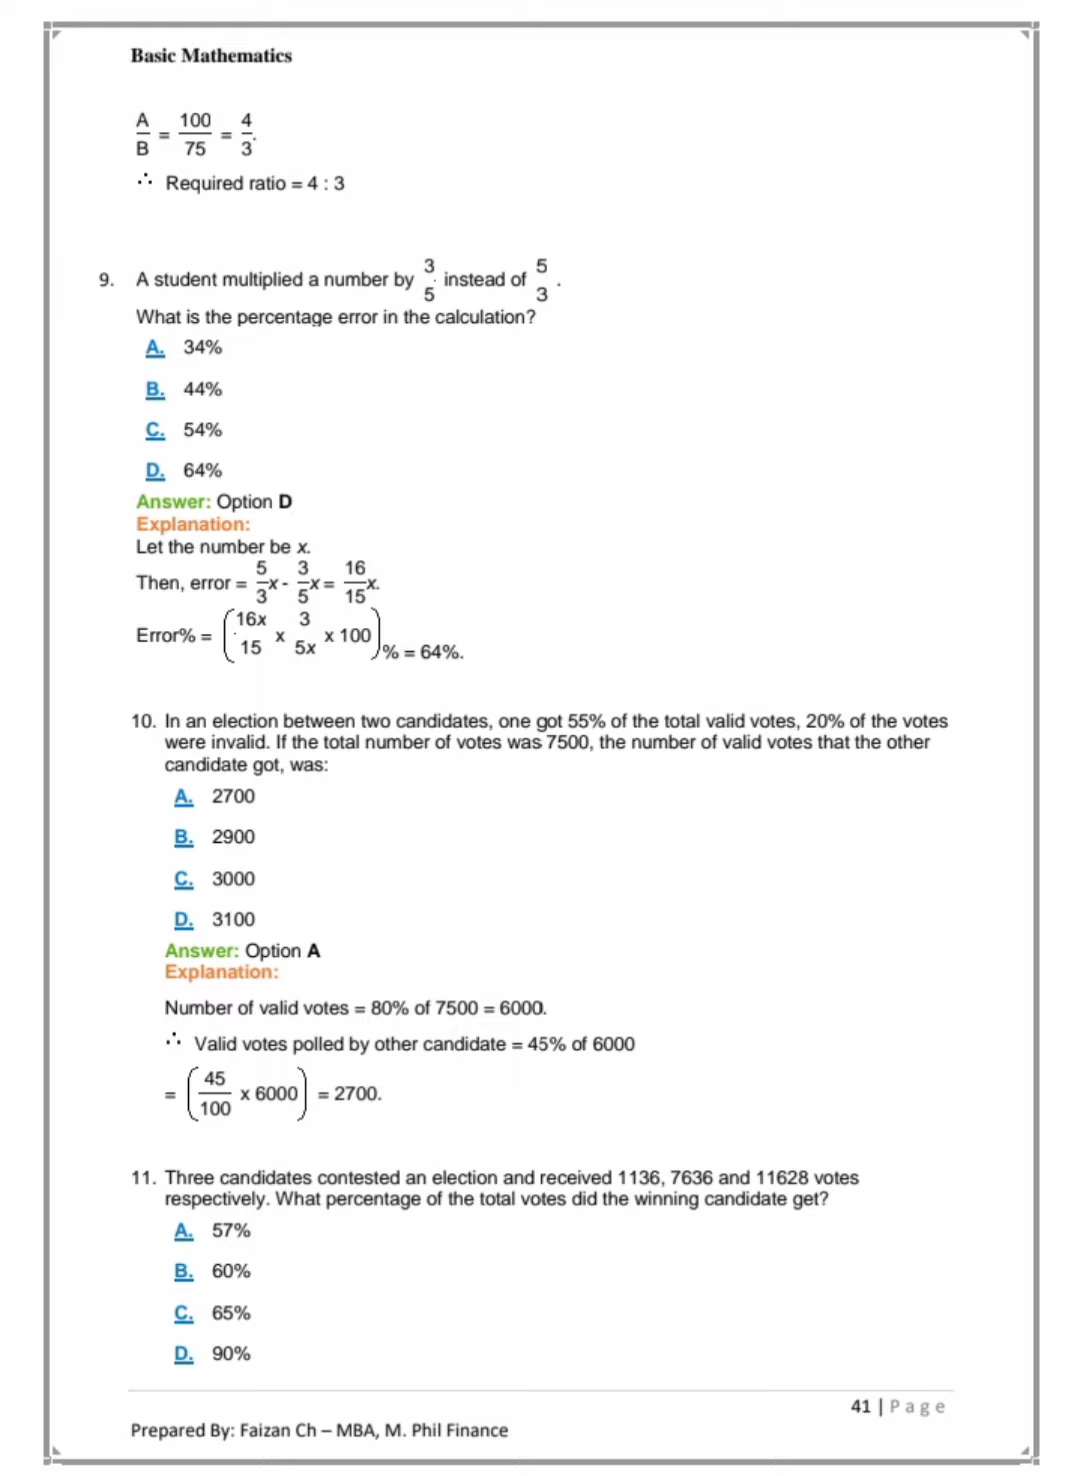 Basic Mathematics
A/B = 100/75 = 4/3.
∴ Required ratio = 4 : 3
9. A student multiplied a number by 3/5 instead of 5/3.
What is the percentage error in the calculation?
A. 34%
B. 44%
C. 54%
D. 64%
Answer: Option D
Explanation:
Let the number be x.
Then, error = 5/3 x - 3/5 x = 16/15 x.
Error% = (16x/15 x 3/5x x 100)% = 64%.
10. In an election between two candidates, one got 55% of the total valid votes, 20% of the votes
were invalid. If the total number of votes was 7500, the number of valid votes that the other
candidate got, was:
A. 2700
B. 2900
C. 3000
D. 3100
Answer: Option A
Explanation:
Number of valid votes = 80% of 7500 = 6000.
∴ Valid votes polled by other candidate = 45% of 6000
= (45/100 x 6000) = 2700.
11. Three candidates contested an election and received 1136, 7636 and 11628 votes
respectively. What percentage of the total votes did the winning candidate get?
A. 57%
B. 60%
C. 65%
D. 90%
41 | Page
Prepared By: Faizan Ch – MBA, M. Phil Finance